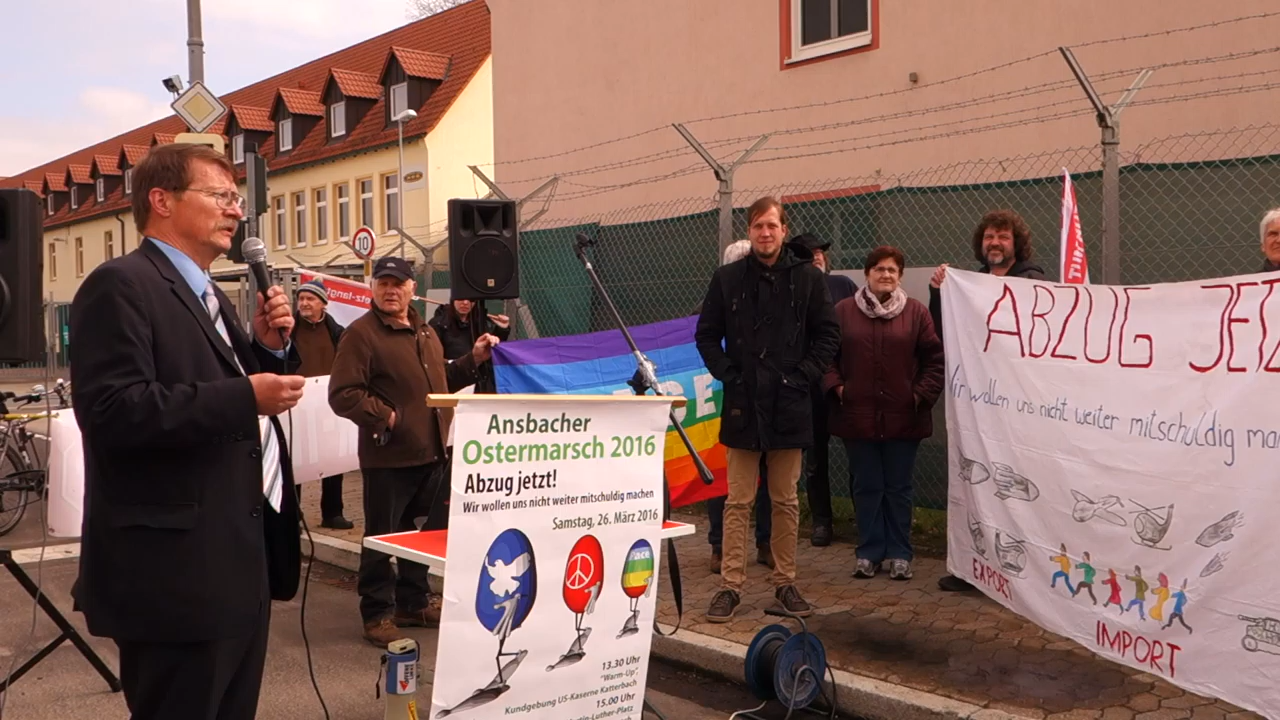 Ansbacher
Ostermarsch 2016
Abzug jetzt!
Wir wollen uns nicht weiter mitschuldig machen
Samstag, 26. März 2016
Pace
13.30 Uhr
"Warm-Up",
Kundgebung US-Kaserne Katterbach
15.00 Uhr
ABZUG JETZ
Wir wollen uns nicht weiter mitschuldig ma
EXPORT
IMPORT
10